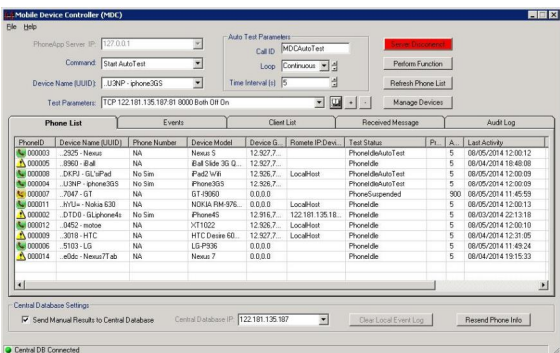 Mobile Device Controller (MDC)
File Help
PhoneApp Server IP: 127.0.0.1
Command: Start AutoTest
Device Name (UUID): ..U3NP - iphone3GS
Auto Test Parameters
Call ID MDCAutoTest
Loop Continuous
Time Interval (s) 5
Server Disconnect
Perform Function
Refresh Phone List
Test Parameters: TCP 122.181.135.187:81 8000 Both Off On + - Manage Devices
Phone List Events Client List Received Message Audit Log
PhoneID Device Name (UUID) Phone Number Device Model Device G... Romete IP:Devi... Test Status Pr... A... Last Activity
000003 ..2925 - Nexus NA Nexus S 12.927,7... PhoneIdleAutoTest 5 08/05/2014 12:00:12
000005 ..8960 - iBall NA iBall Slide 3G Q... 12.927,7... PhoneIdle 5 08/04/2014 18:48:08
000008 ..DKPJ - GL'siPad No Sim iPad2 Wifi 12.927,7... LocalHost PhoneIdleAutoTest 5 08/05/2014 12:00:09
000004 ..U3NP - iphone3GS No Sim iPhone3GS 12.927,7... PhoneIdleAutoTest 5 08/05/2014 12:00:09
000007 ..7047 - GT NA GT-I9060 0.0,0.0 PhoneSuspended 900 08/05/2014 11:45:59
000011 ..hYU= - Nokia 630 NA NOKIA RM-976... 0.0,0.0 LocalHost PhoneIdle 5 08/05/2014 12:00:13
000002 ..DTD0 - GLiphone4s No Sim iPhone4S 12.916,7... 122.181.135.18... PhoneIdle 5 08/03/2014 22:13:18
000012 ..0452 - motoe NA XT1022 12.926,7... LocalHost PhoneIdle 5 08/05/2014 12:00:10
000009 ..3018 - HTC NA HTC Desire 60... 12.927,7... LocalHost PhoneIdle 5 08/04/2014 12:31:05
000006 ..5103 - LG NA LG-P936 0.0,0.0 PhoneIdle 5 08/05/2014 11:49:24
000014 ..e0dc - Nexus7Tab NA Nexus 7 0.0,0.0 PhoneIdle 5 08/04/2014 19:15:33
Central Database Settings
Send Manual Results to Central Database Central Database IP: 122.181.135.187 Clear Local Event Log Resend Phone Info
Central DB Connected